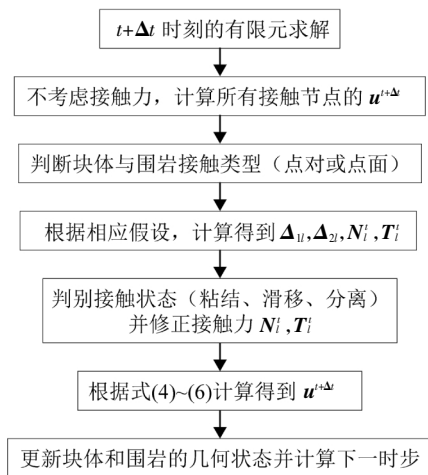 t+Δt 时刻的有限元求解
不考虑接触力，计算所有接触节点的 u^{t+Δt}
判断块体与围岩接触类型（点对或点面）
根据相应假设，计算得到 Δ_{1l},Δ_{2l},N_l^t,T_l^t
判别接触状态（粘结、滑移、分离）
并修正接触力 N_l^t,T_l^t
根据式(4)~(6)计算得到 u^{t+Δt}
更新块体和围岩的几何状态并计算下一时步